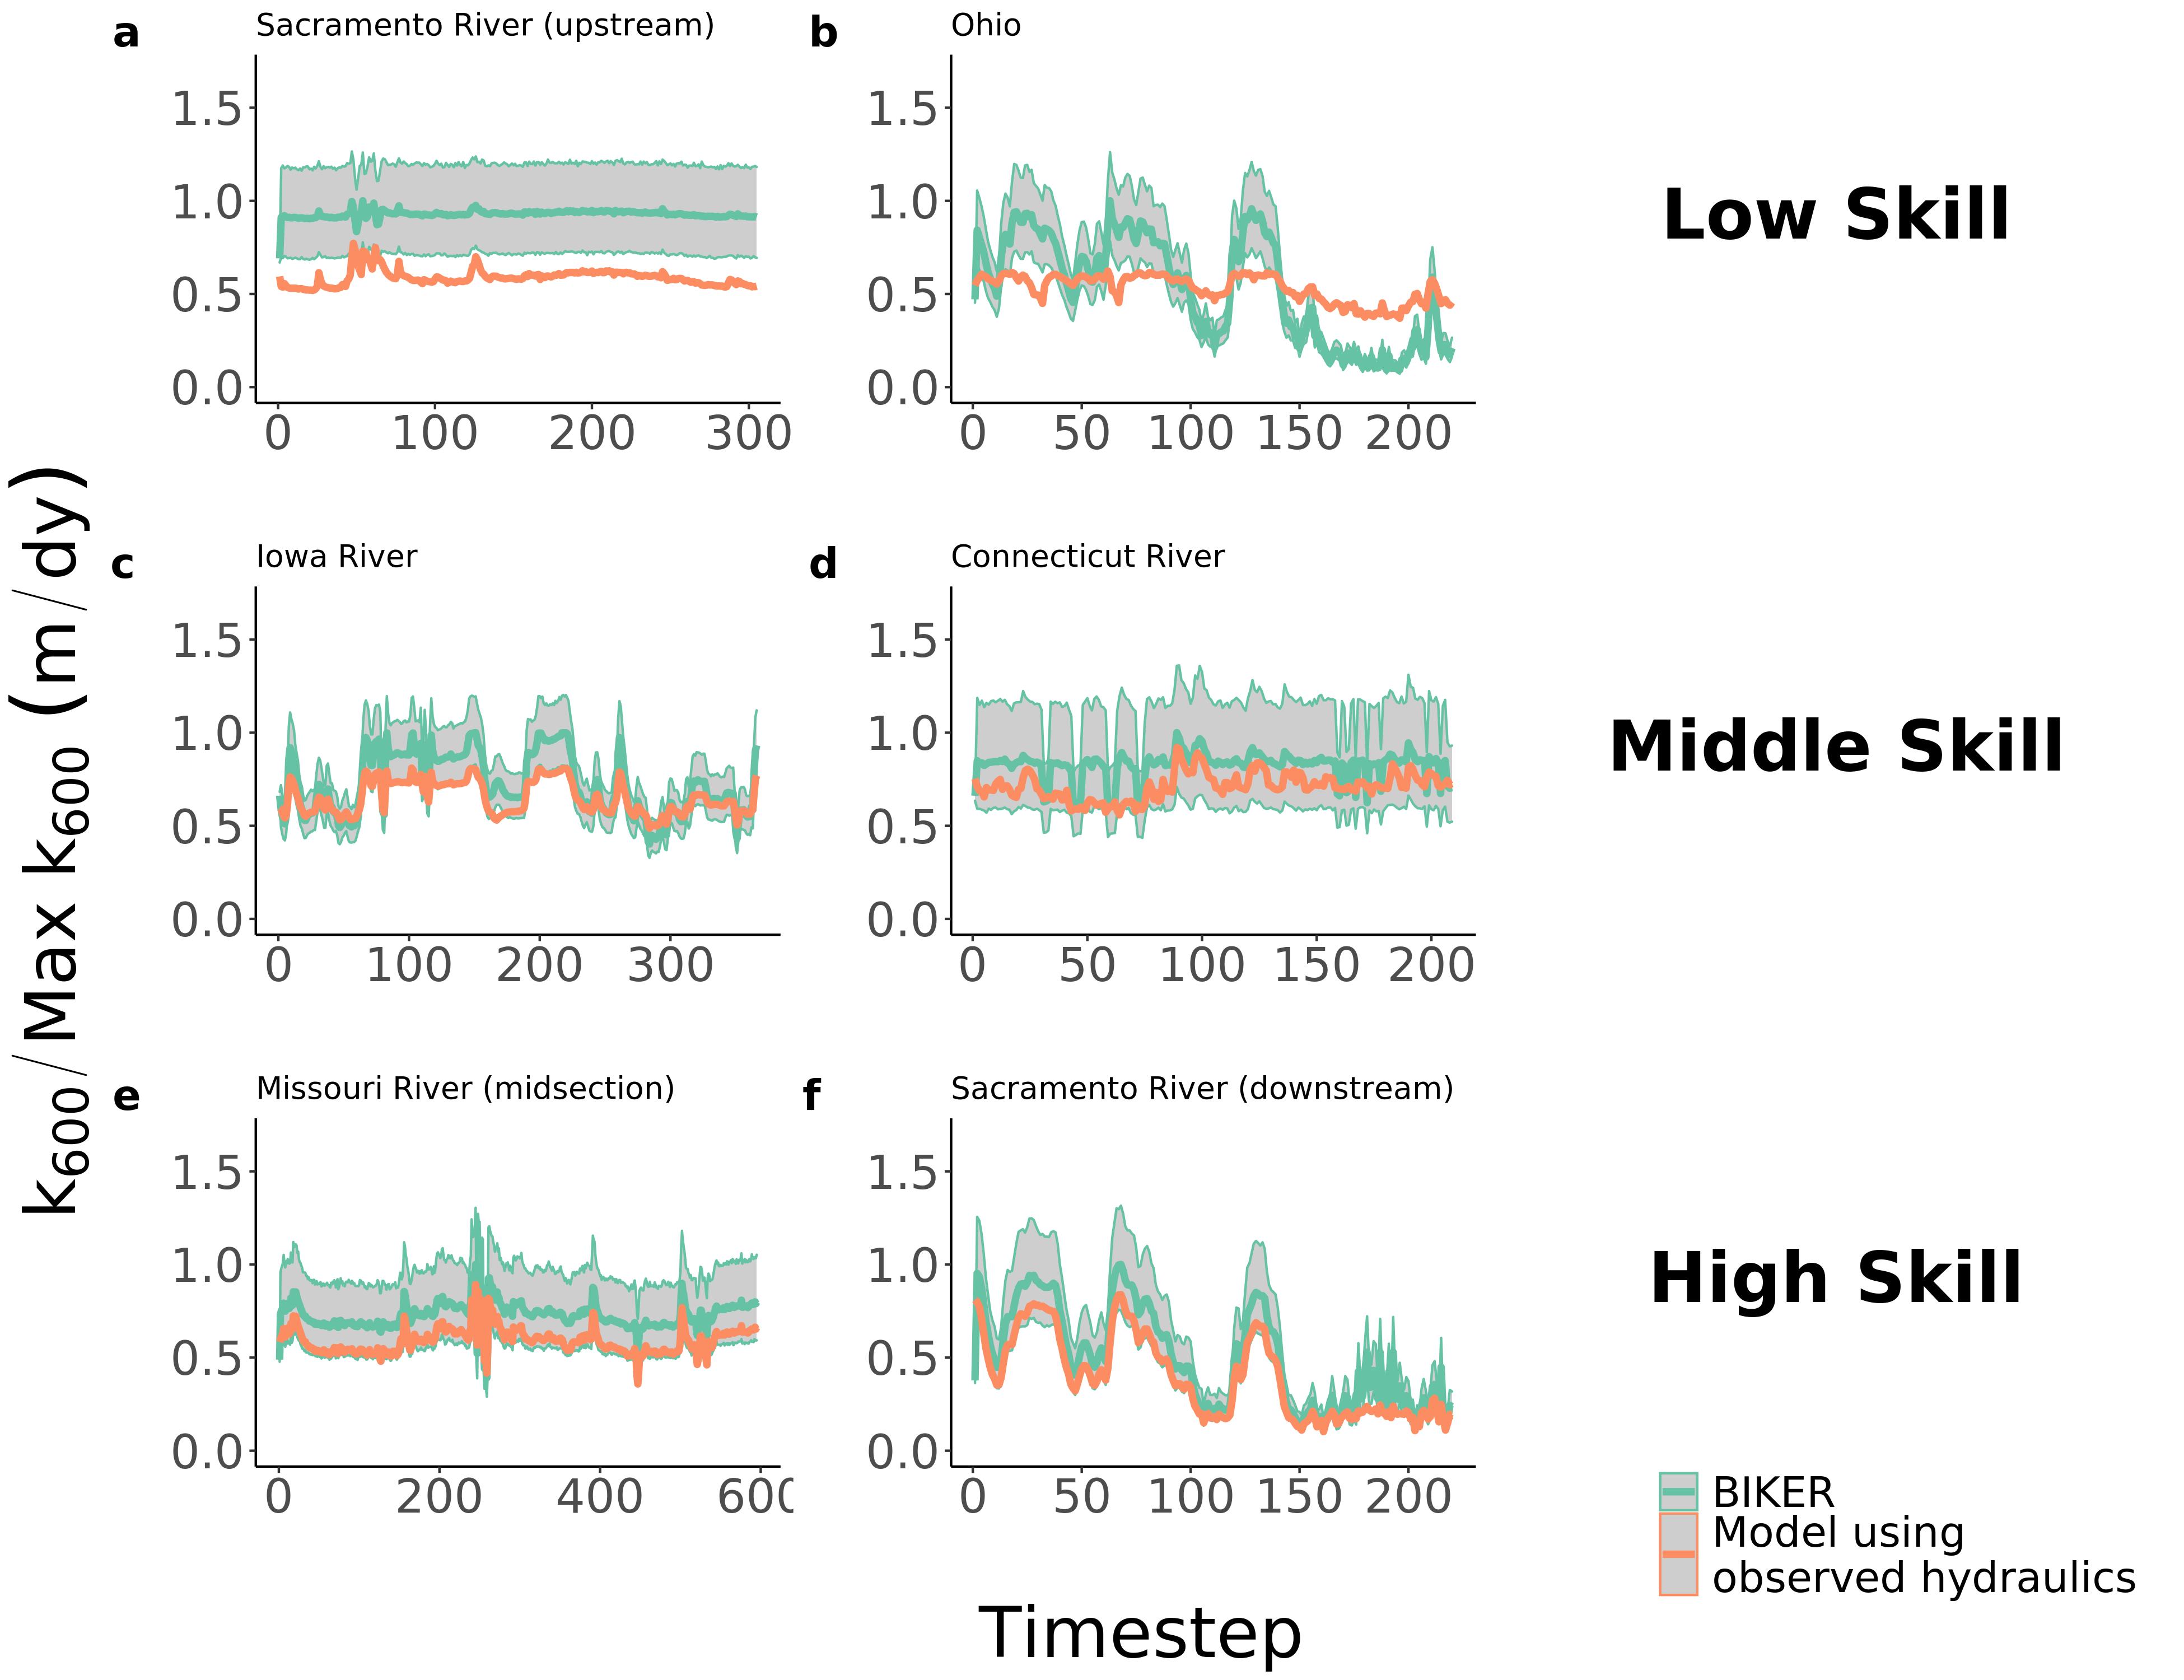 a Sacramento River (upstream)
1.5
1.0
0.5
0.0
0 100 200 300
b Ohio
1.5
1.0
0.5
0.0
0 50 100 150 200
Low Skill
c Iowa River
1.5
1.0
0.5
0.0
0 100 200 300
d Connecticut River
1.5
1.0
0.5
0.0
0 50 100 150 200
Middle Skill
e Missouri River (midsection)
1.5
1.0
0.5
0.0
0 200 400 600
f Sacramento River (downstream)
1.5
1.0
0.5
0.0
0 50 100 150 200
High Skill
k600/Max k600 (m/dy)
Timestep
BIKER
Model using
observed hydraulics